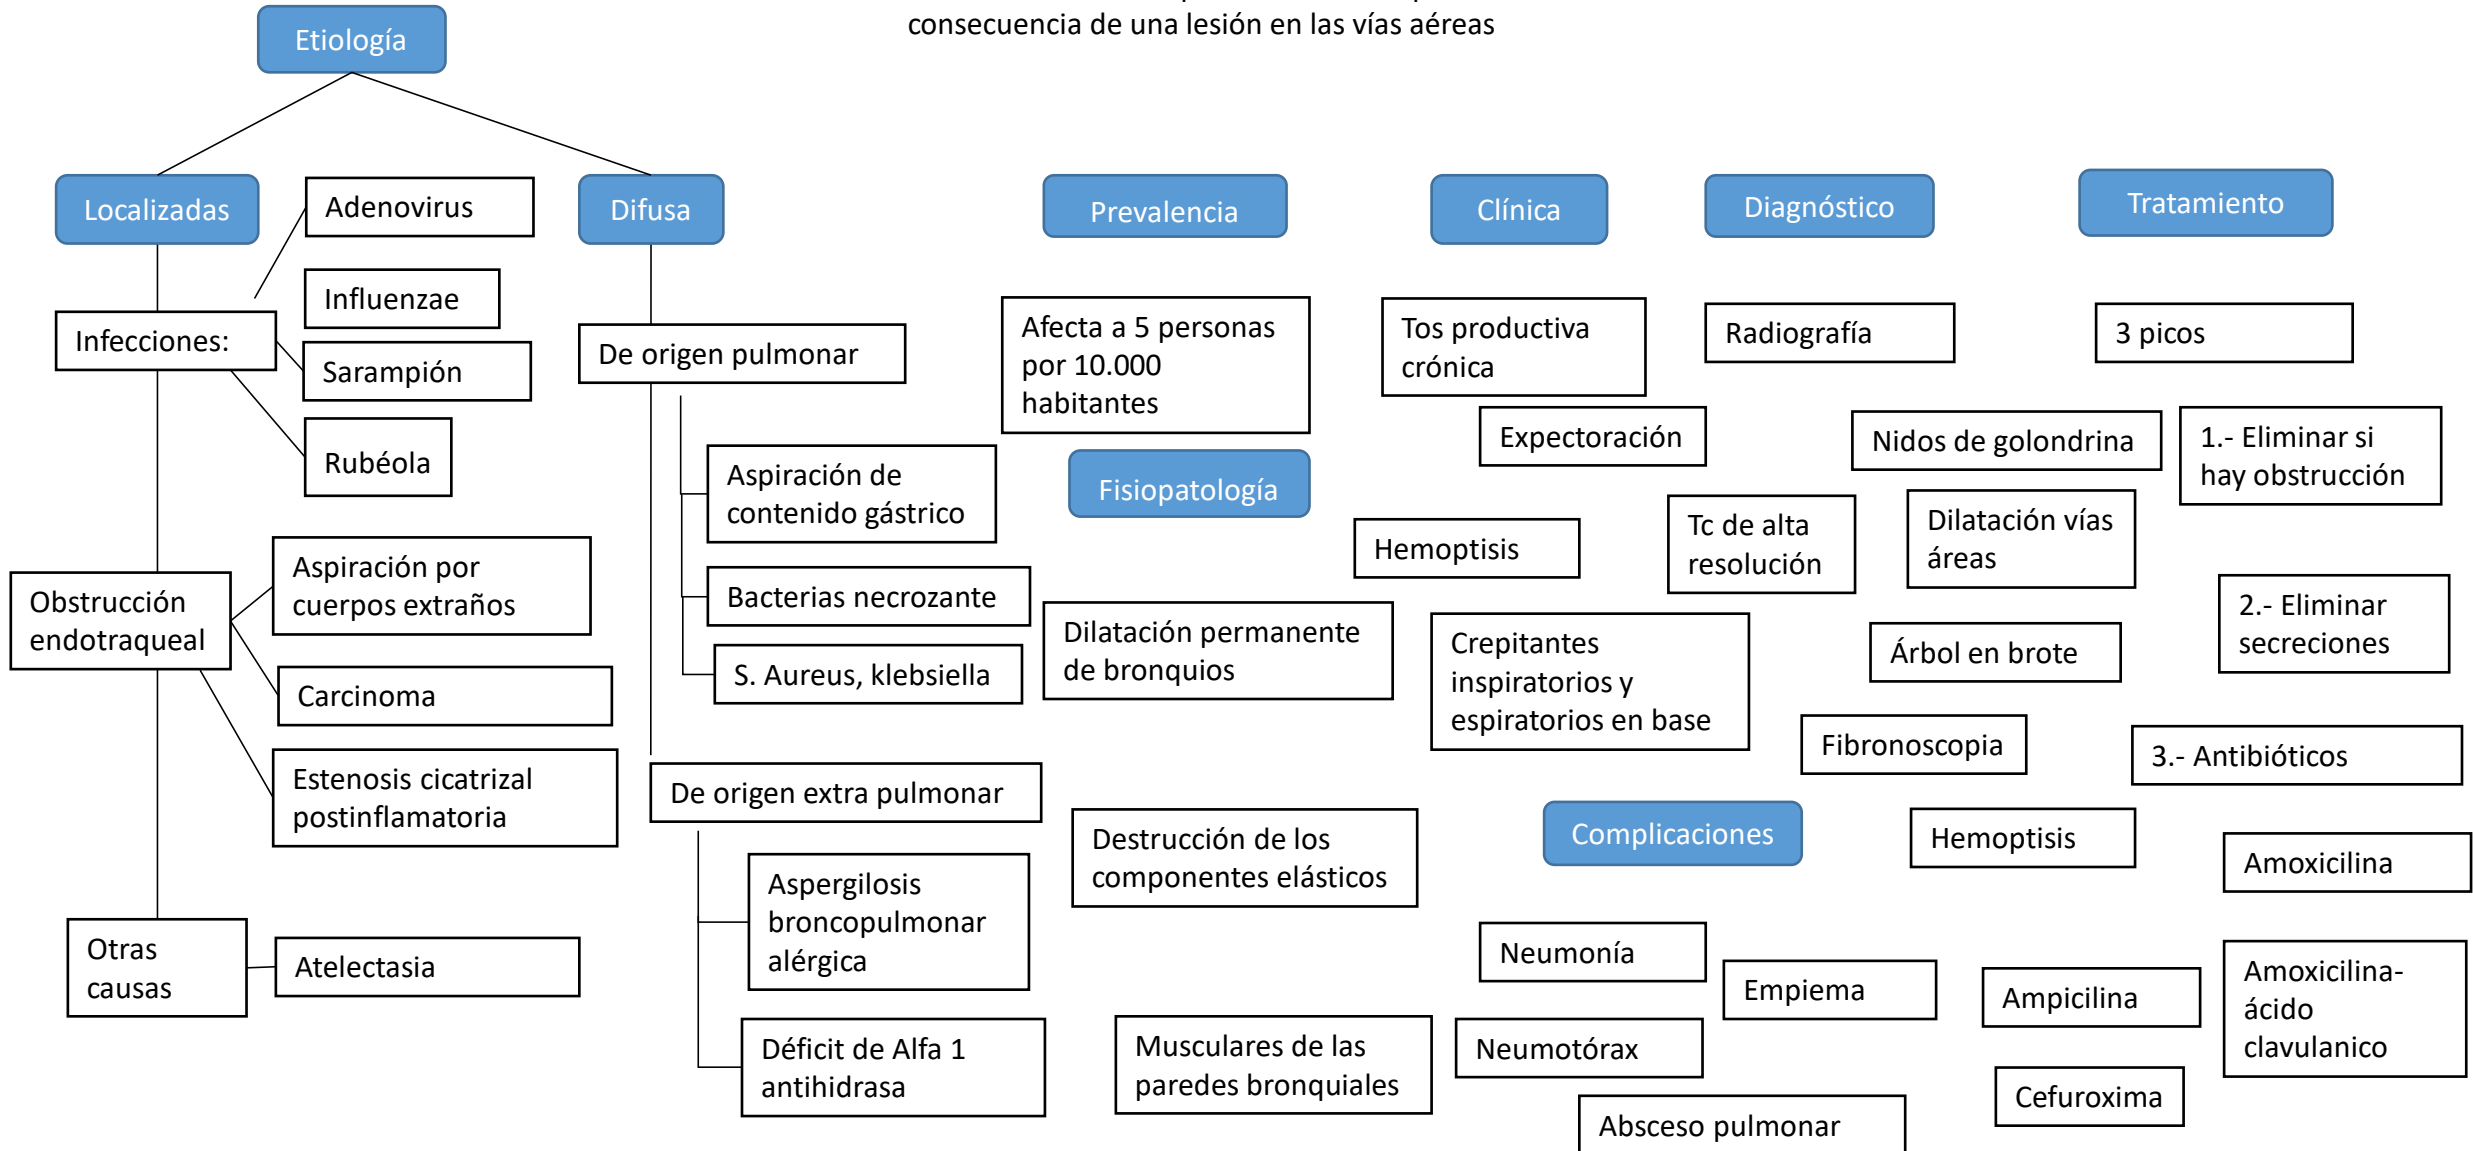 consecuencia de una lesión en las vías aéreas
Etiología
Localizadas
Adenovirus
Influenzae
Infecciones:
Sarampión
Rubéola
Obstrucción
endotraqueal
Aspiración por
cuerpos extraños
Carcinoma
Estenosis cicatrizal
postinflamatoria
Otras
causas
Atelectasia
Difusa
De origen pulmonar
Aspiración de
contenido gástrico
Bacterias necrozante
S. Aureus, klebsiella
De origen extra pulmonar
Aspergilosis
broncopulmonar
alérgica
Déficit de Alfa 1
antihidrasa
Prevalencia
Afecta a 5 personas
por 10.000
habitantes
Fisiopatología
Dilatación permanente
de bronquios
Destrucción de los
componentes elásticos
Musculares de las
paredes bronquiales
Clínica
Tos productiva
crónica
Expectoración
Hemoptisis
Crepitantes
inspiratorios y
espiratorios en base
Complicaciones
Hemoptisis
Neumonía
Empiema
Neumotórax
Absceso pulmonar
Diagnóstico
Radiografía
Nidos de golondrina
Tc de alta
resolución
Dilatación vías
áreas
Árbol en brote
Fibronoscopia
Tratamiento
3 picos
1.- Eliminar si
hay obstrucción
2.- Eliminar
secreciones
3.- Antibióticos
Amoxicilina
Amoxicilina-
ácido
clavulanico
Ampicilina
Cefuroxima